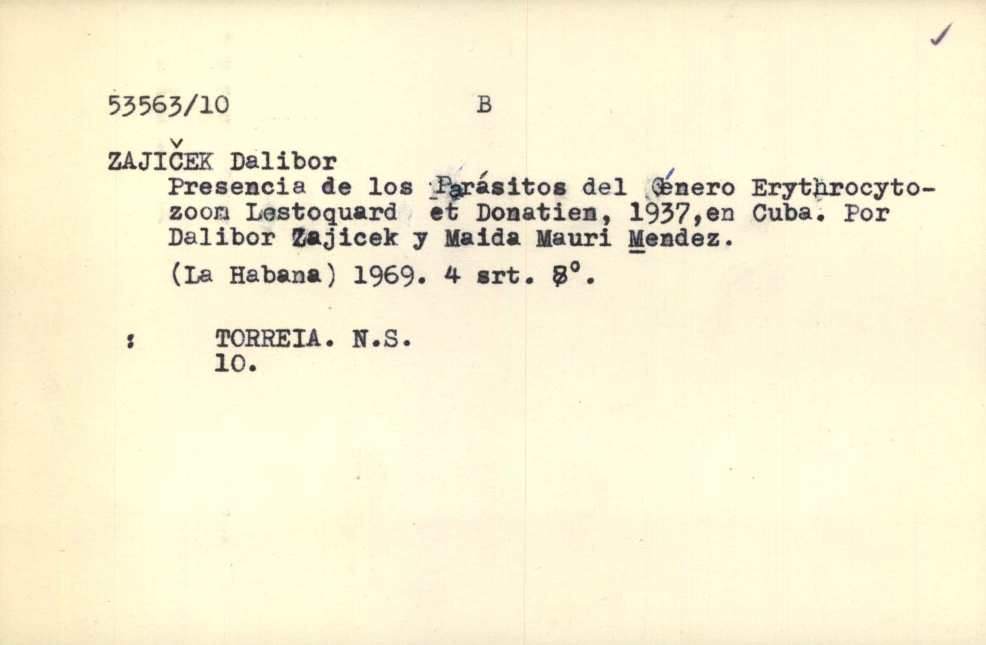 53563/10 B
ZAJIČEK Dalibor
Presencia de los Parásitos del Género Erythrocyto-
zoon Lestoquard et Donatien, 1937,en Cuba. Por
Dalibor Zajicek y Maida Mauri Mendez.
(La Habana) 1969. 4 srt. 8°.
: TORREIA. N.S.
10.